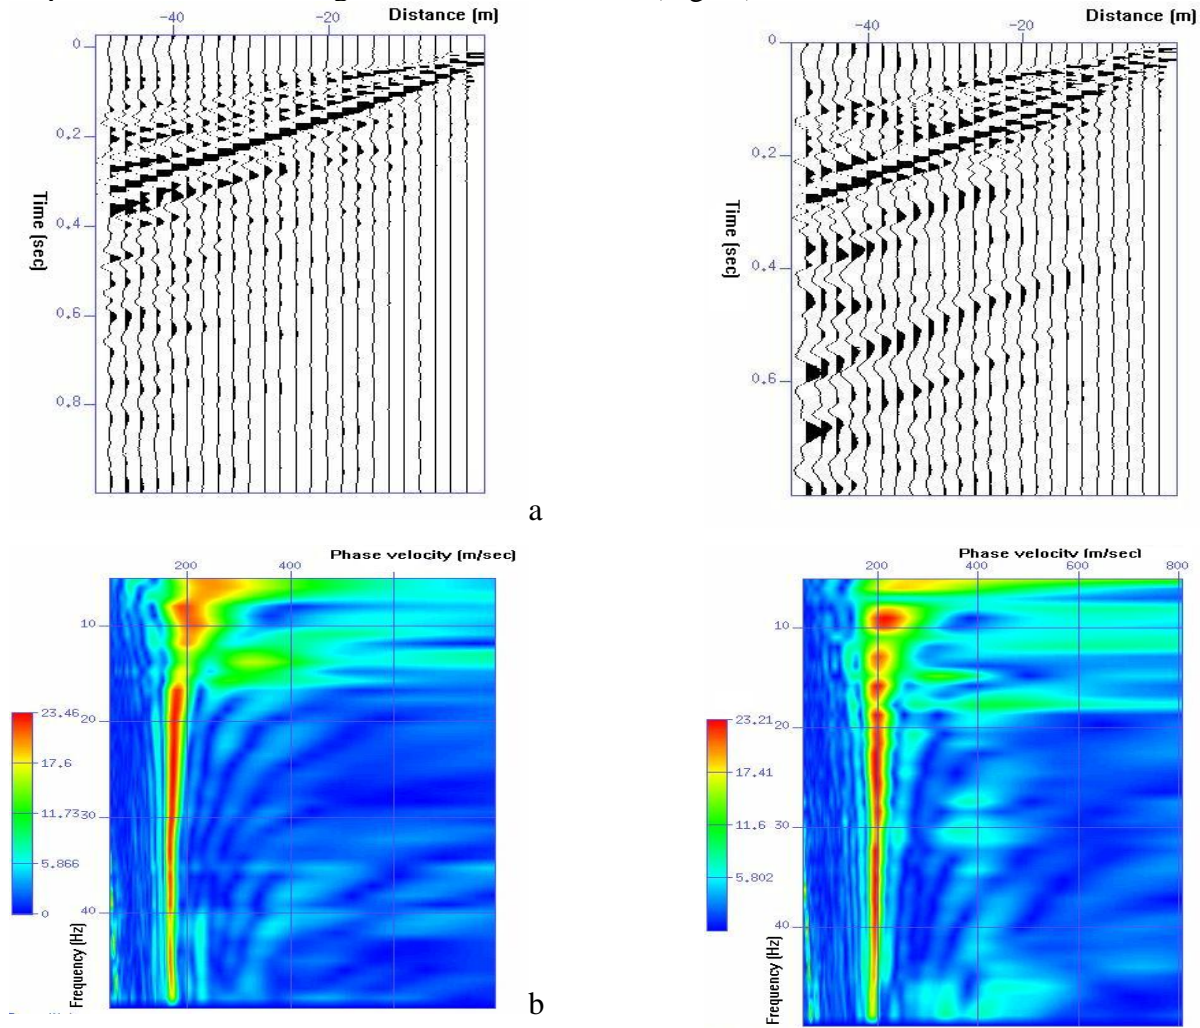 Distance (m)
-40 -20
0
0.2
0.4
0.6
0.8
Time (sec)
Distance (m)
-40 -20
0
0.2
0.4
0.6
Time (sec)
a
Phase velocity (m/sec)
200 400
10
20
30
40
Frequency (Hz)
23.46
17.6
11.73
5.866
0
Phase velocity (m/sec)
200 400 600 800
10
20
30
40
Frequency (Hz)
23.21
17.41
11.6
5.802
b